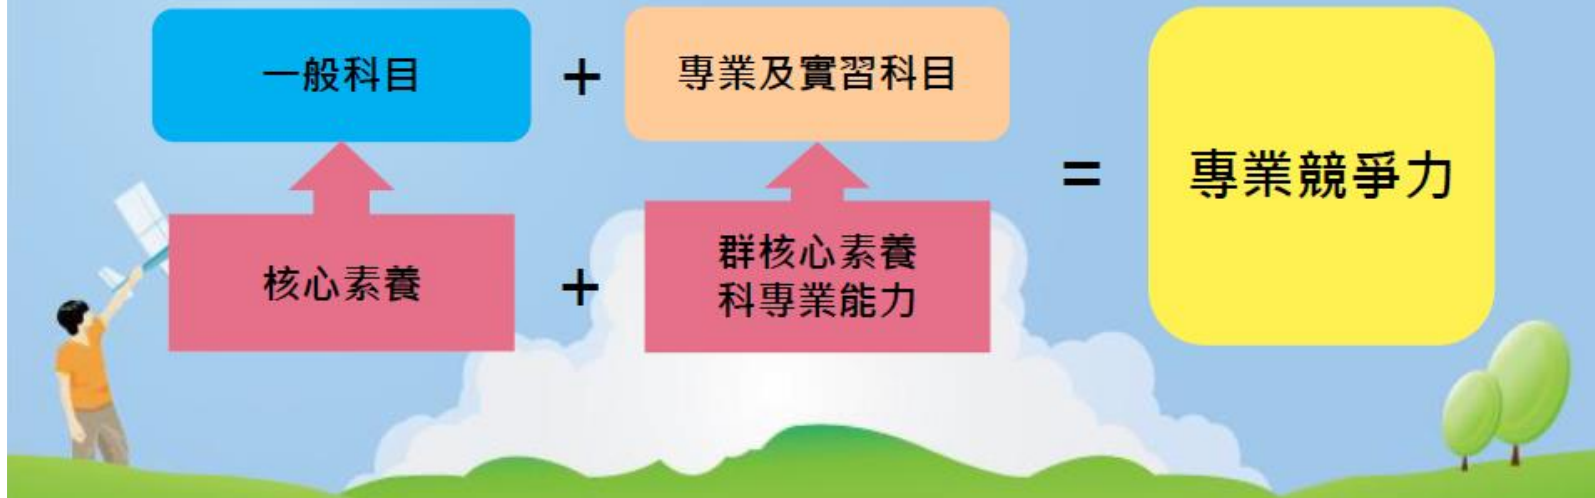 一般科目
+
專業及實習科目
=
專業競爭力
核心素養
+
群核心素養
科專業能力